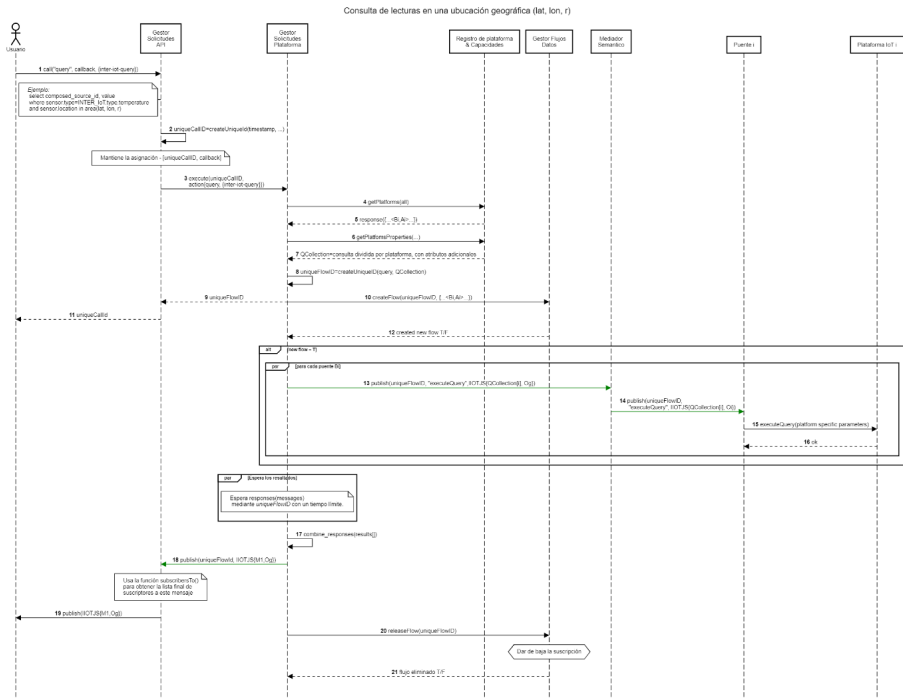 Consulta de lecturas en una ubucación geográfica (lat, lon, r)
Usuario
Gestor
Solicitudes
API
Gestor
Solicitudes
Plataforma
Registro de plataforma
& Capacidades
Gestor Flujos
Datos
Mediador
Semantico
Puente i
Plataforma IoT i
1 call("query", callback, {inter-iot-query})
Ejemplo:
select composed_source_id, value
where sensor.type=INTER_IoT.type.temperature
and sensor.location in area(lat, lon, r)
2 uniqueCallID=createUniqueId(timestamp, ...)
Mantiene la asignación - [uniqueCallID, callback]
3 execute(uniqueCallID,
action(query, {inter-iot-query}))
4 getPlatforms(all)
5 response({...<Bi,Ai>...})
6 getPlatfomsProperties(...)
7 QCollection=consulta dividida por plataforma, con atributos adicionales
8 uniqueFlowID=createUniqueID(query, QCollection)
9 uniqueFlowID
10 createFlow(uniqueFlowID, {...<Bi,Ai>...})
11 uniqueCallId
12 created new flow T/F
alt
[new flow = T]
par
[para cada puente Bi]
13 publish(uniqueFlowID, "executeQuery",IIOTJS{QCollection[i], Og})
14 publish(uniqueFlowID,
"executeQuery", IIOTJS{QCollection[i], Oi})
15 executeQuery(platform specific parameters)
16 ok
par
[Espera los resultados]
Espera responses(messages)
mediante uniqueFlowID con un tiempo límite.
17 combine_responses(results[])
18 publish(uniqueFlowId, IIOTJS{M1,Og})
Usa la función subscribersTo()
para obtener la lista final de
suscriptores a este mensaje
19 publish(IIOTJS{M1,Og})
20 releaseFlow(uniqueFlowID)
Dar de baja la suscripción
21 flujo eliminado T/F